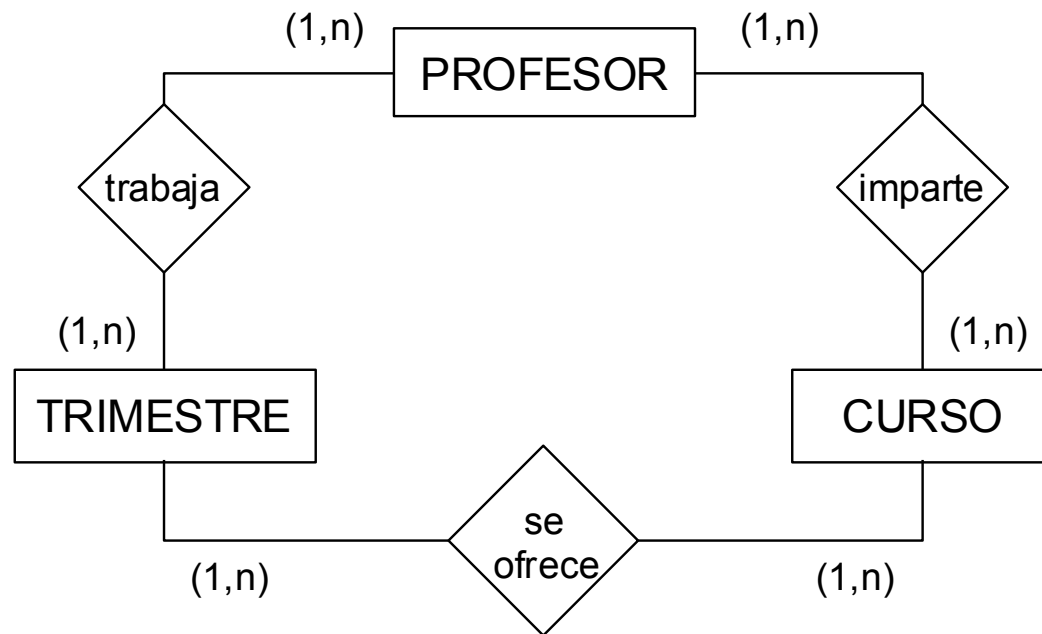 (1,n)
PROFESOR
(1,n)
trabaja
imparte
(1,n)
(1,n)
TRIMESTRE
CURSO
se
ofrece
(1,n)
(1,n)